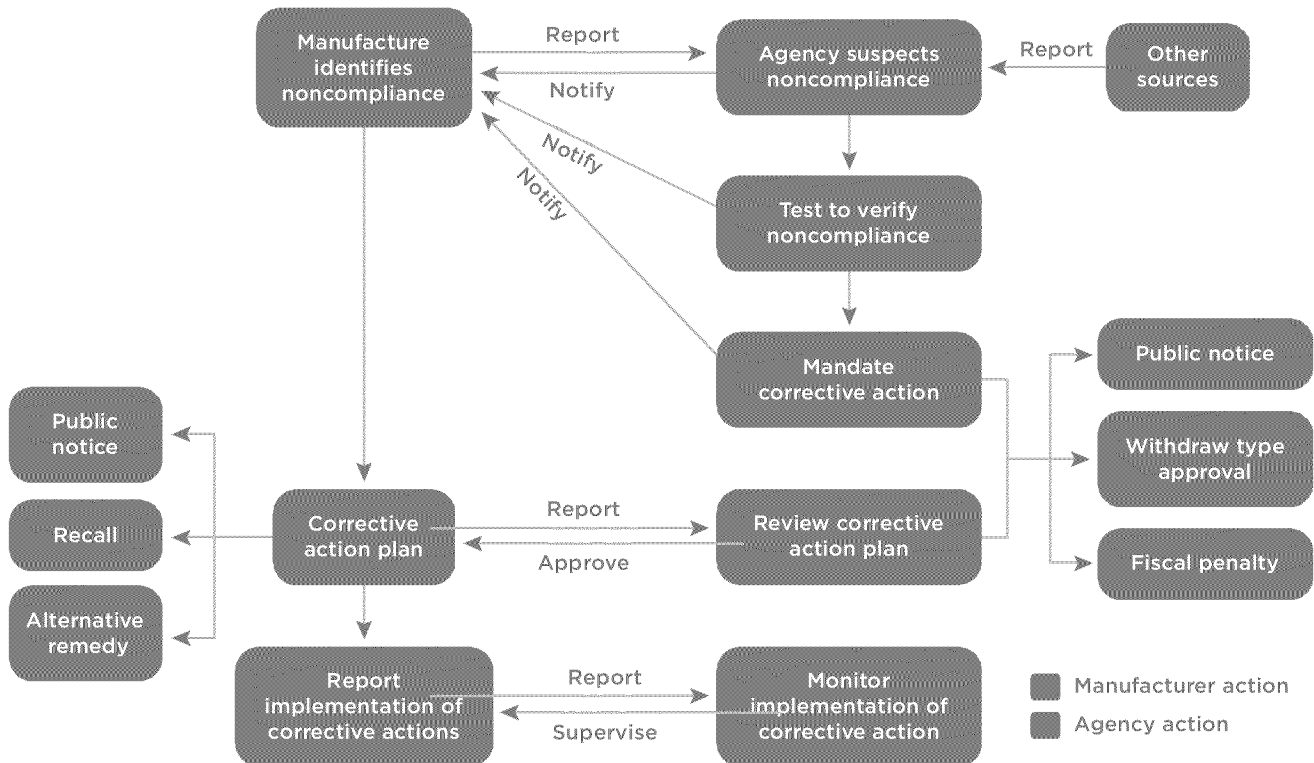 Manufacture
identifies
noncompliance
Report
Notify
Agency suspects
noncompliance
Report
Other
sources
Notify
Notify
Test to verify
noncompliance
Mandate
corrective action
Public notice
Withdraw type
approval
Fiscal penalty
Public
notice
Recall
Alternative
remedy
Corrective
action plan
Report
Approve
Review corrective
action plan
Report
implementation of
corrective actions
Report
Supervise
Monitor
implementation of
corrective action
Manufacturer action
Agency action